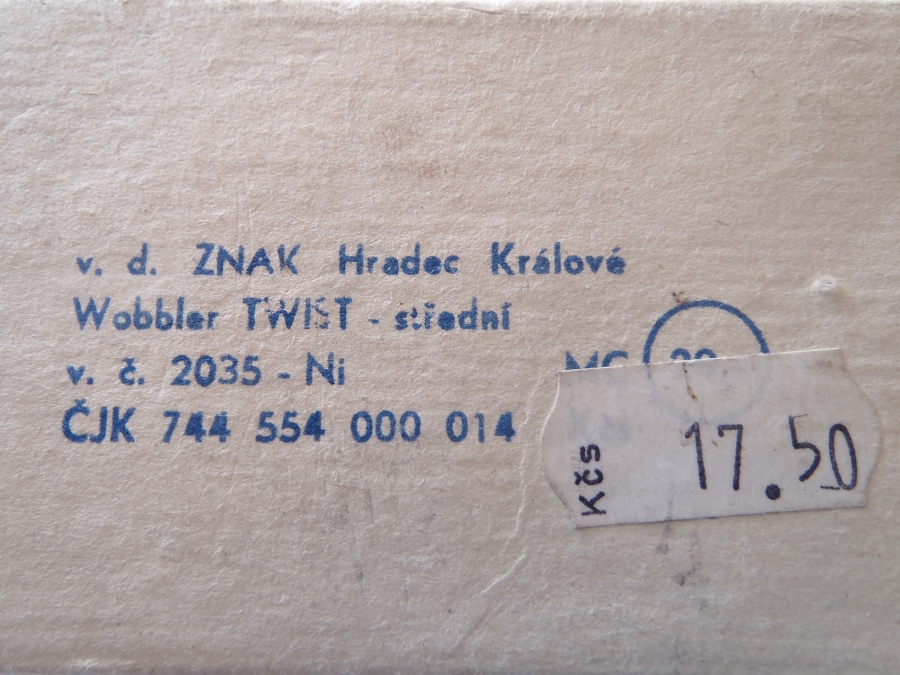 v. d. ZNAK Hradec Králové
Wobbler TWIST - střední
v. č. 2035 - Ni
ČJK 744 554 000 014
Kčs 17.50